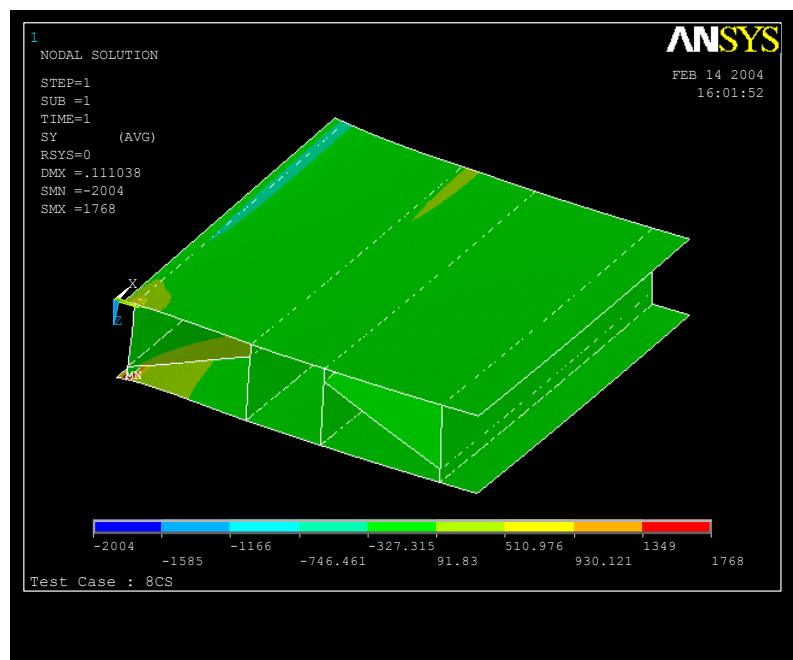 1
ANSYS
NODAL SOLUTION
FEB 14 2004
STEP=1
16:01:52
SUB =1
TIME=1
SY (AVG)
RSYS=0
DMX =.111038
SMN =-2004
SMX =1768
X
Y
Z
MN
-2004 -1166 -327.315 510.976 1349
-1585 -746.461 91.83 930.121 1768
Test Case : 8CS